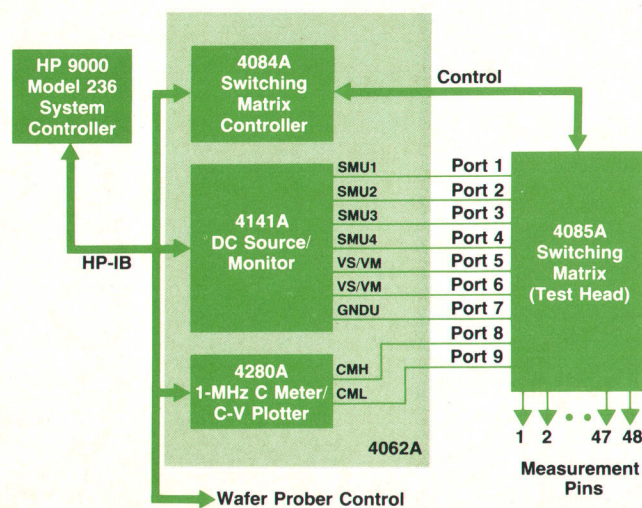 HP 9000
Model 236
System
Controller
4084A
Switching
Matrix
Controller
Control
4141A
DC Source/
Monitor
HP-IB
SMU1
Port 1
SMU2
Port 2
SMU3
Port 3
SMU4
Port 4
VS/VM
Port 5
VS/VM
Port 6
GNDU
Port 7
Port 8
Port 9
4085A
Switching
Matrix
(Test Head)
4280A
1-MHz C Meter/
C-V Plotter
CMH
CML
4062A
1 2 • • 47 48
Measurement
Pins
Wafer Prober Control